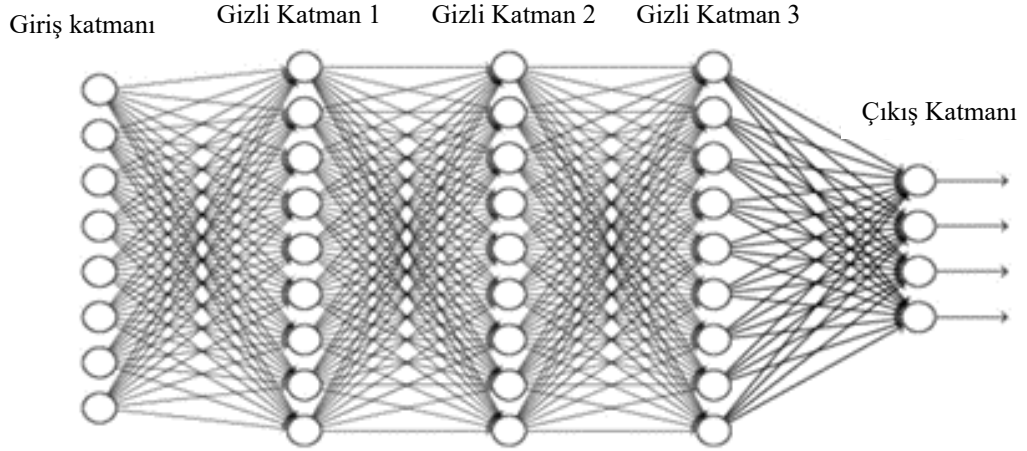 Giriş katmanı
Gizli Katman 1
Gizli Katman 2
Gizli Katman 3
Çıkış Katmanı